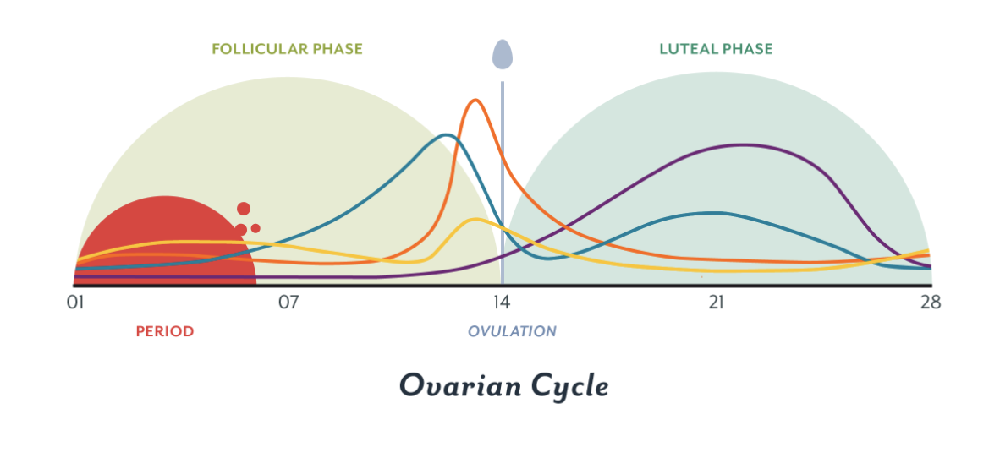 FOLLICULAR PHASE
LUTEAL PHASE
01 07 14 21 28
PERIOD
OVULATION
Ovarian Cycle